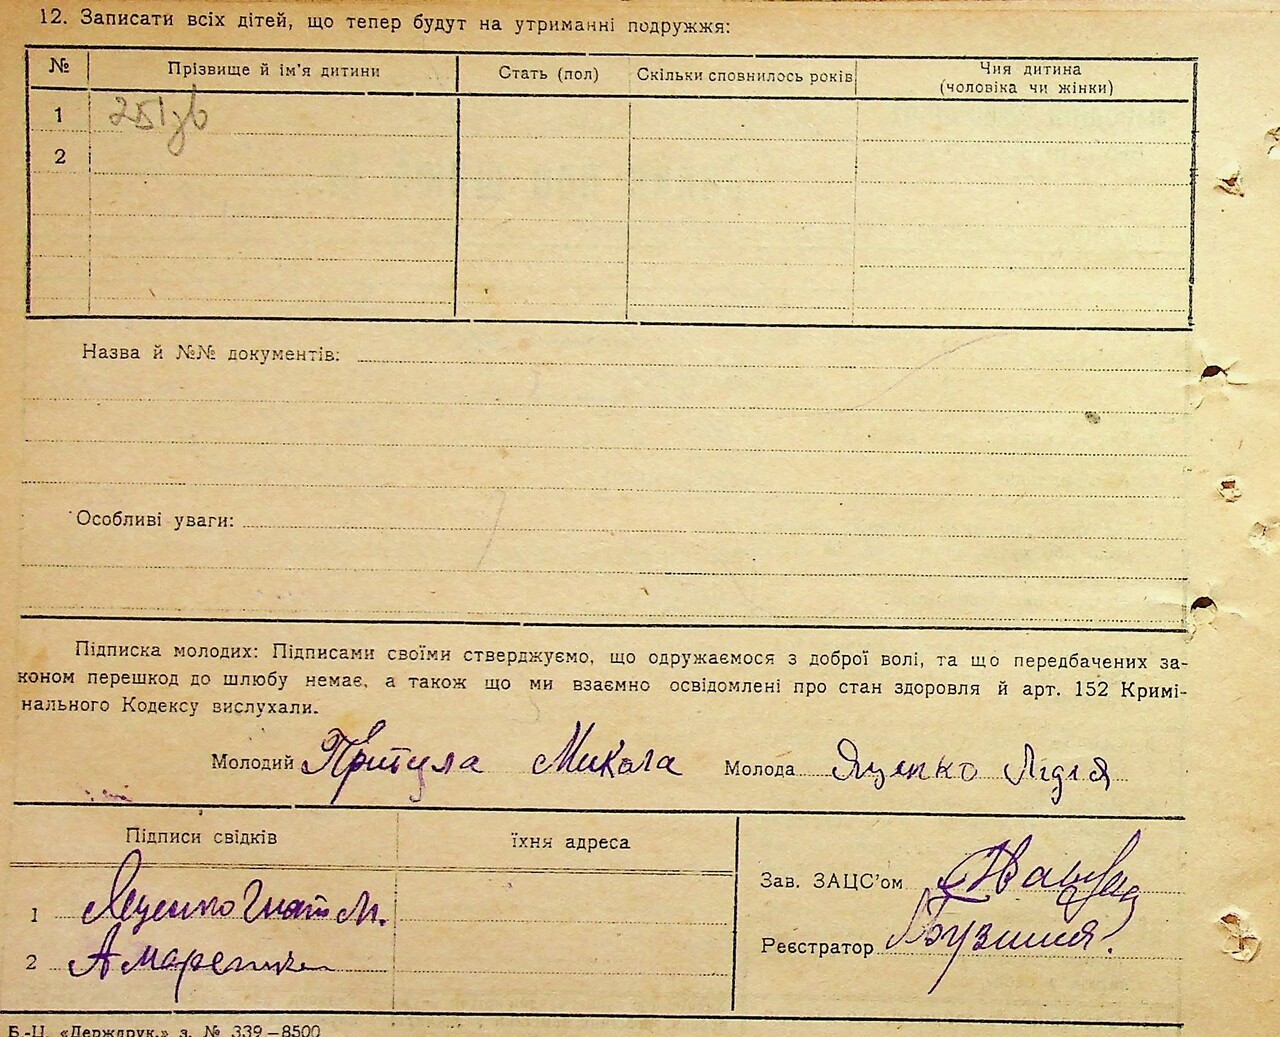 12. Записати всіх дітей, що тепер будут на утриманні подружжя:
№ Прізвище й ім'я дитини Стать (пол) Скільки сповнилось років Чия дитина
(чоловіка чи жінки)
1
2
Назва й №№ документів:
Особливі уваги:
Підписка молодих: Підписами своїми стверджуємо, що одружаємося з доброї волі, та що передбачених за-
коном перешкод до шлюбу немає, а також що ми взаємно освідомлені про стан здоровля й арт. 152 Кримі-
нального Кодексу вислухали.
Молодий Притула Микола Молода Яценко Лідія
Підписи свідків їхня адреса
Зав. ЗАЦС'ом
1 Яценко Гнат М.
Реєстратор
2
Б.-Ц. «Держдрук.» з. № 339—8500